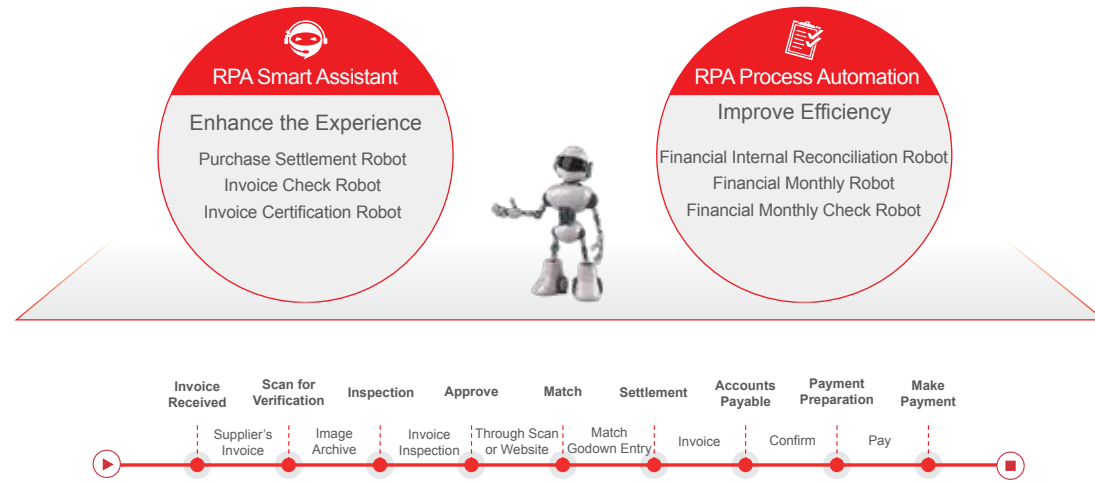 RPA Smart Assistant
Enhance the Experience
Purchase Settlement Robot
Invoice Check Robot
Invoice Certification Robot
RPA Process Automation
Improve Efficiency
Financial Internal Reconciliation Robot
Financial Monthly Robot
Financial Monthly Check Robot
Invoice
Received
Scan for
Verification
Inspection
Approve
Match
Settlement
Accounts
Payable
Payment
Preparation
Make
Payment
Supplier's
Invoice
Image
Archive
Invoice
Inspection
Through Scan
or Website
Match
Godown Entry
Invoice
Confirm
Pay